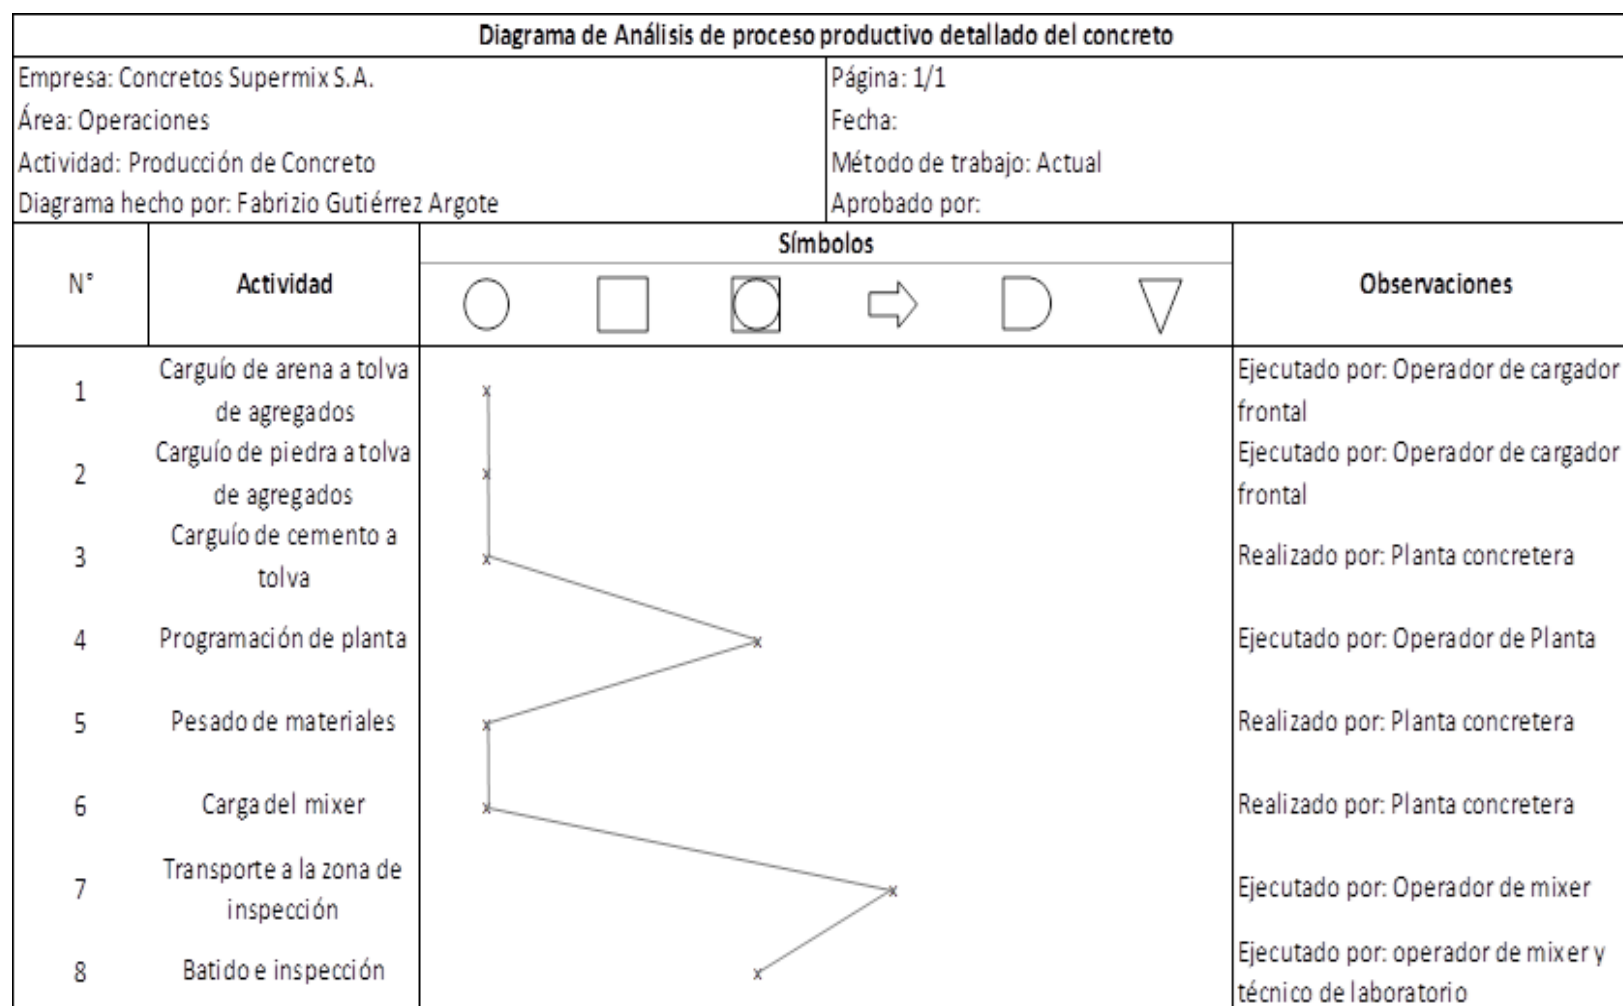 Diagrama de Análisis de proceso productivo detallado del concreto
Empresa: Concretos Supermix S.A.
Página: 1/1
Área: Operaciones
Fecha:
Actividad: Producción de Concreto
Método de trabajo: Actual
Diagrama hecho por: Fabrizio Gutiérrez Argote
Aprobado por:
N°
Actividad
Símbolos
Observaciones
1
Carguío de arena a tolva
de agregados
Ejecutado por: Operador de cargador
frontal
2
Carguío de piedra a tolva
de agregados
Ejecutado por: Operador de cargador
frontal
3
Carguío de cemento a
tolva
Realizado por: Planta concretera
4
Programación de planta
Ejecutado por: Operador de Planta
5
Pesado de materiales
Realizado por: Planta concretera
6
Carga del mixer
Realizado por: Planta concretera
7
Transporte a la zona de
inspección
Ejecutado por: Operador de mixer
8
Batido e inspección
Ejecutado por: operador de mixer y
técnico de laboratorio